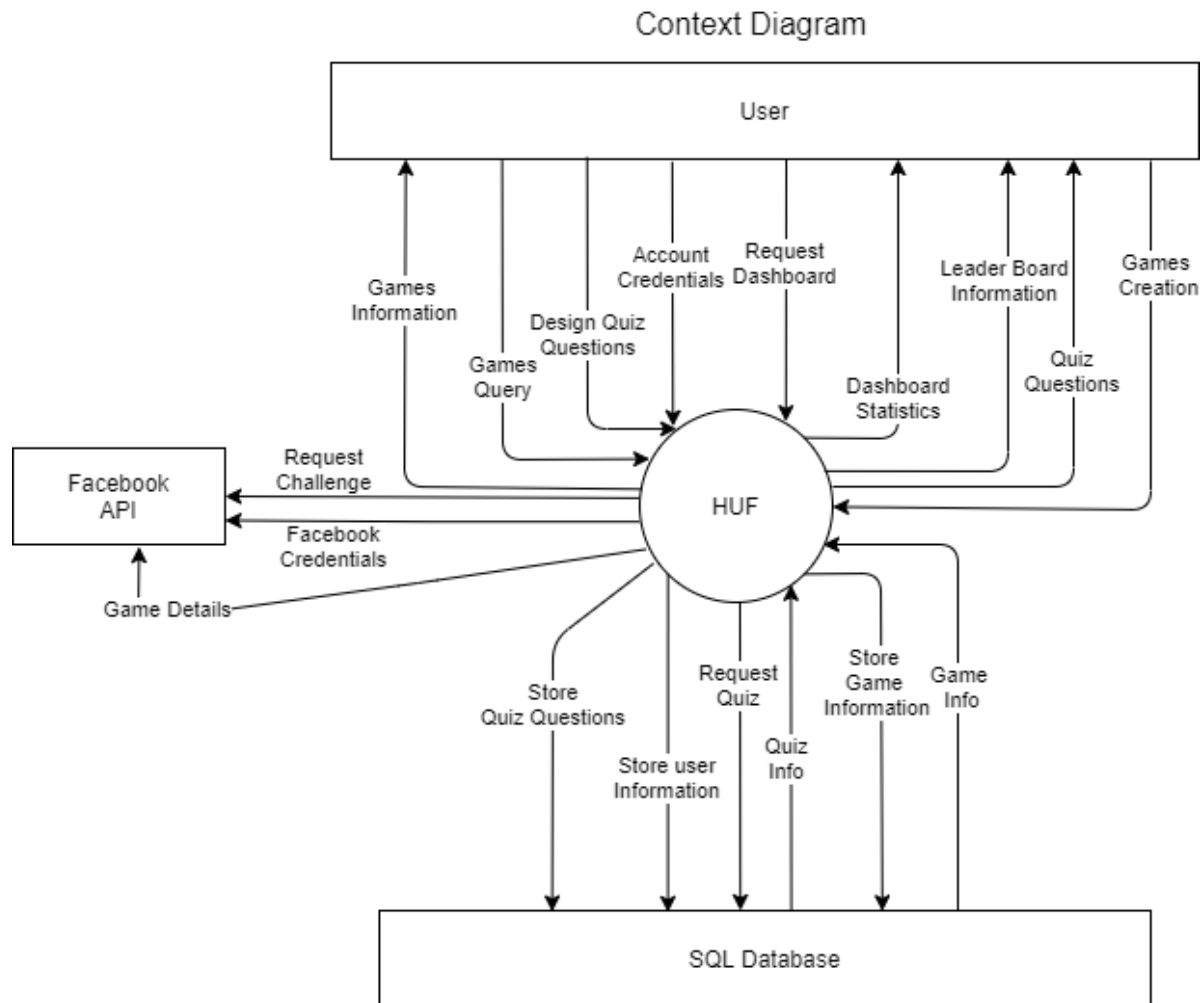 Context Diagram
User
Games
Information
Games
Query
Design Quiz
Questions
Account
Credentials
Request
Dashboard
Dashboard
Statistics
Leader Board
Information
Quiz
Questions
Games
Creation
Facebook
API
Request
Challenge
Facebook
Credentials
Game Details
HUF
Store
Quiz Questions
Store user
Information
Request
Quiz
Quiz
Info
Store
Game
Information
Game
Info
SQL Database